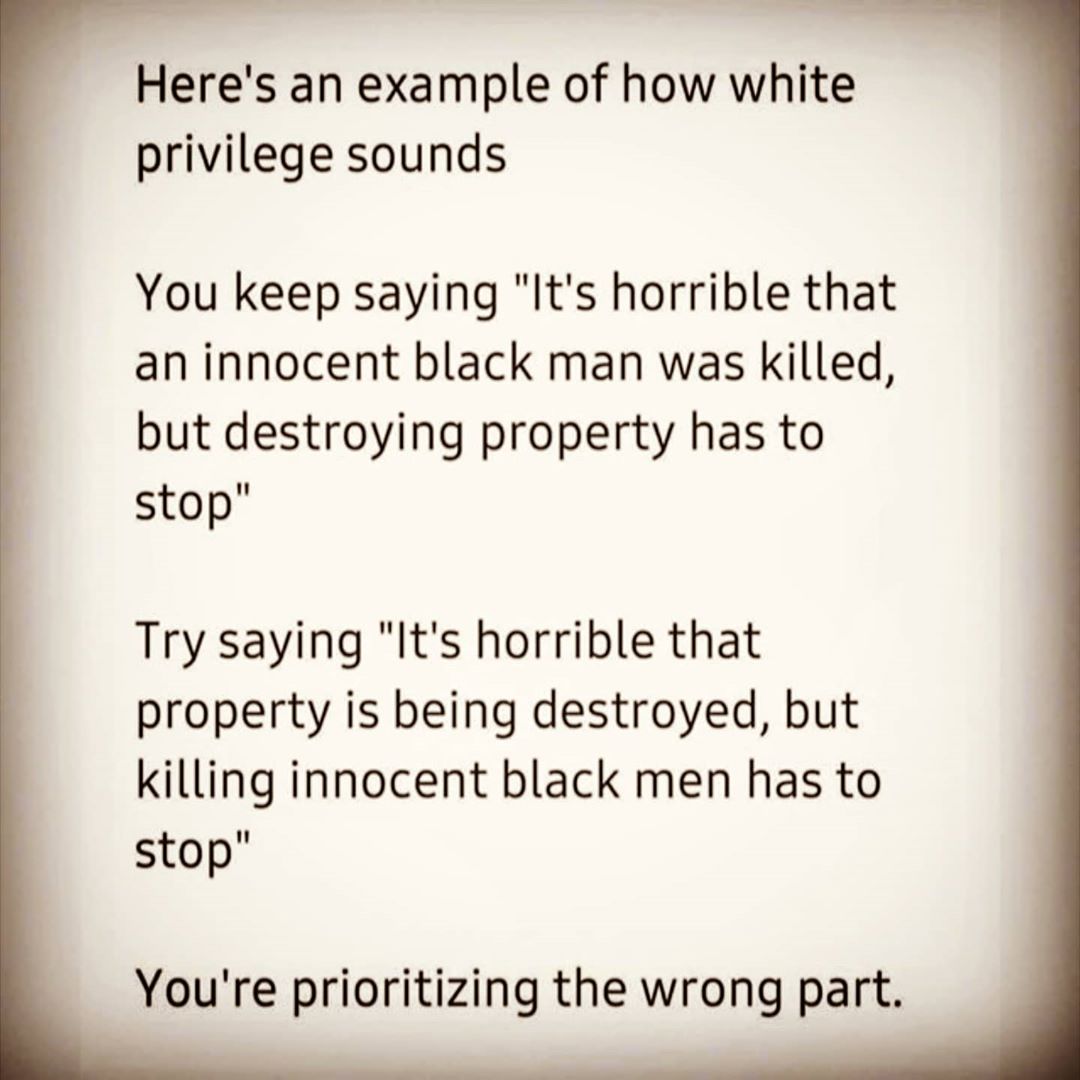 Here's an example of how white
privilege sounds
You keep saying "It's horrible that
an innocent black man was killed,
but destroying property has to
stop"
Try saying "It's horrible that
property is being destroyed, but
killing innocent black men has to
stop"
You're prioritizing the wrong part.